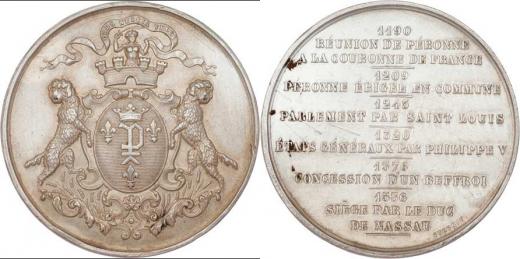 1190
RÉUNION DE PÉRONNE
A LA COURONNE DE FRANCE
1209
PÉRONNE ÉRIGÉE EN COMMUNE
1245
PARLEMENT PAR SAINT LOUIS
1320
ÉTATS GÉNÉRAUX PAR PHILIPPE V
1376
CONCESSION D'UN BEFFROI
1536
SIÈGE PAR LE DUC
DE NASSAU